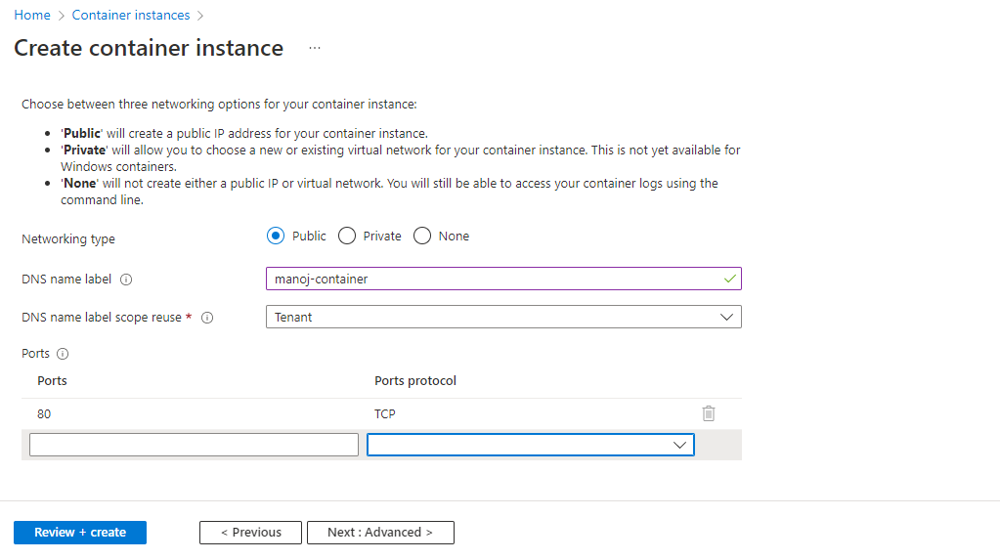 Home > Container instances >
Create container instance ...
Choose between three networking options for your container instance:
• 'Public' will create a public IP address for your container instance.
• 'Private' will allow you to choose a new or existing virtual network for your container instance. This is not yet available for
Windows containers.
• 'None' will not create either a public IP or virtual network. You will still be able to access your container logs using the
command line.
Networking type Public Private None
DNS name label manoj-container
DNS name label scope reuse * Tenant
Ports
Ports Ports protocol
80 TCP
Review + create < Previous Next : Advanced >